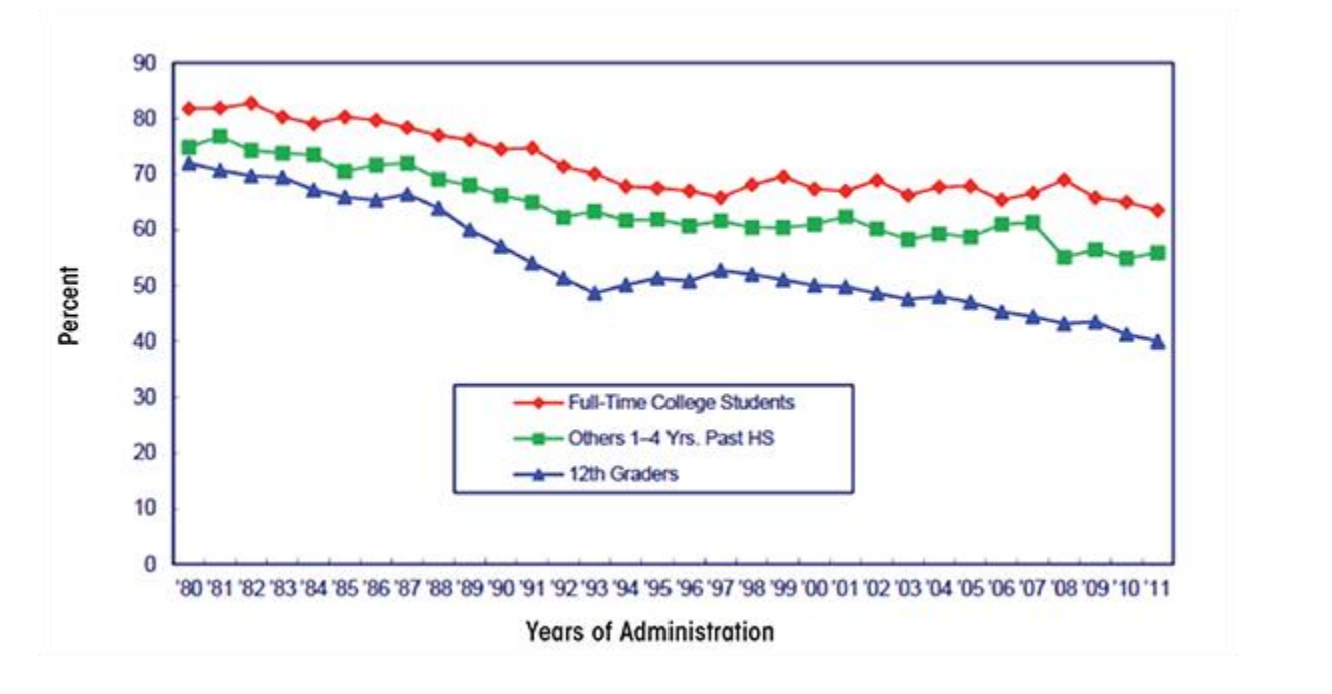 90
80
70
60
50
40
30
20
10
0
Percent
Full-Time College Students
Others 1–4 Yrs. Past HS
12th Graders
'80 '81 '82 '83 '84 '85 '86 '87 '88 '89 '90 '91 '92 '93 '94 '95 '96 '97 '98 '99 '00 '01 '02 '03 '04 '05 '06 '07 '08 '09 '10 '11
Years of Administration